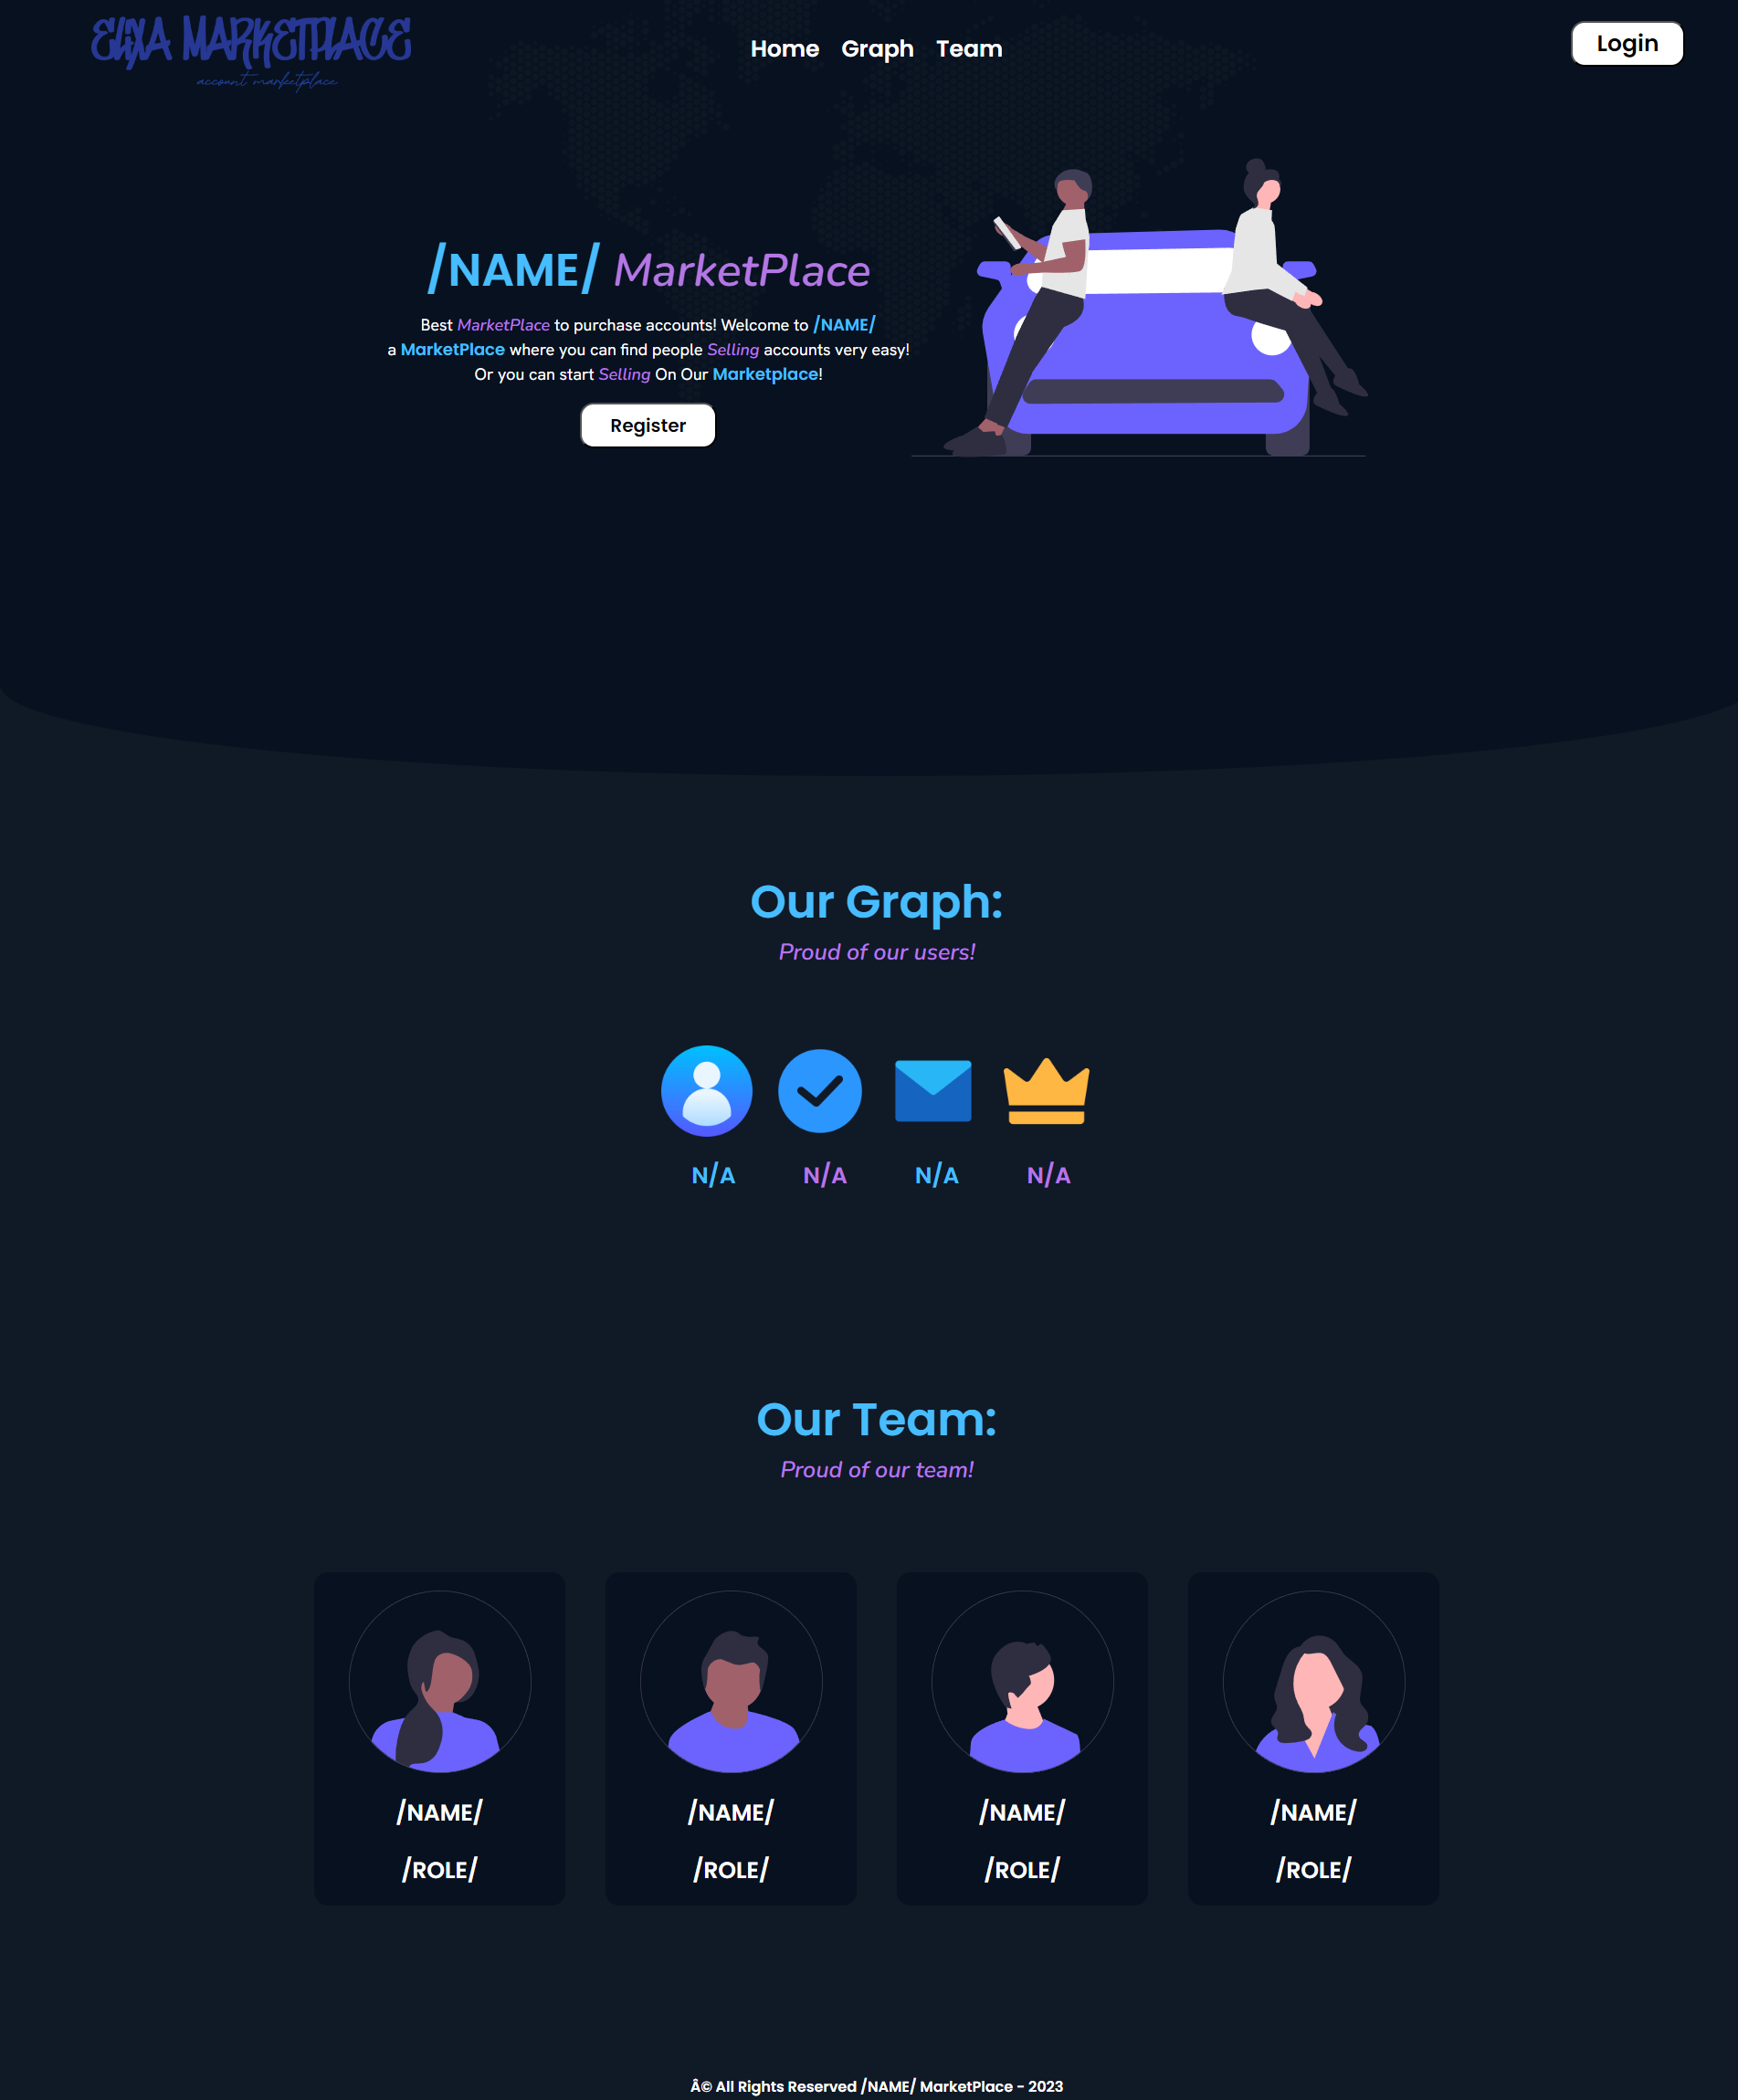 EliXA MARKETPLACE
account marketplace
Home Graph Team
Login
/NAME/ MarketPlace
Best MarketPlace to purchase accounts! Welcome to /NAME/
a MarketPlace where you can find people Selling accounts very easy!
Or you can start Selling On Our Marketplace!
Register
Our Graph:
Proud of our users!
N/A N/A N/A N/A
Our Team:
Proud of our team!
/NAME/ /NAME/ /NAME/ /NAME/
/ROLE/ /ROLE/ /ROLE/ /ROLE/
© All Rights Reserved /NAME/ MarketPlace - 2023